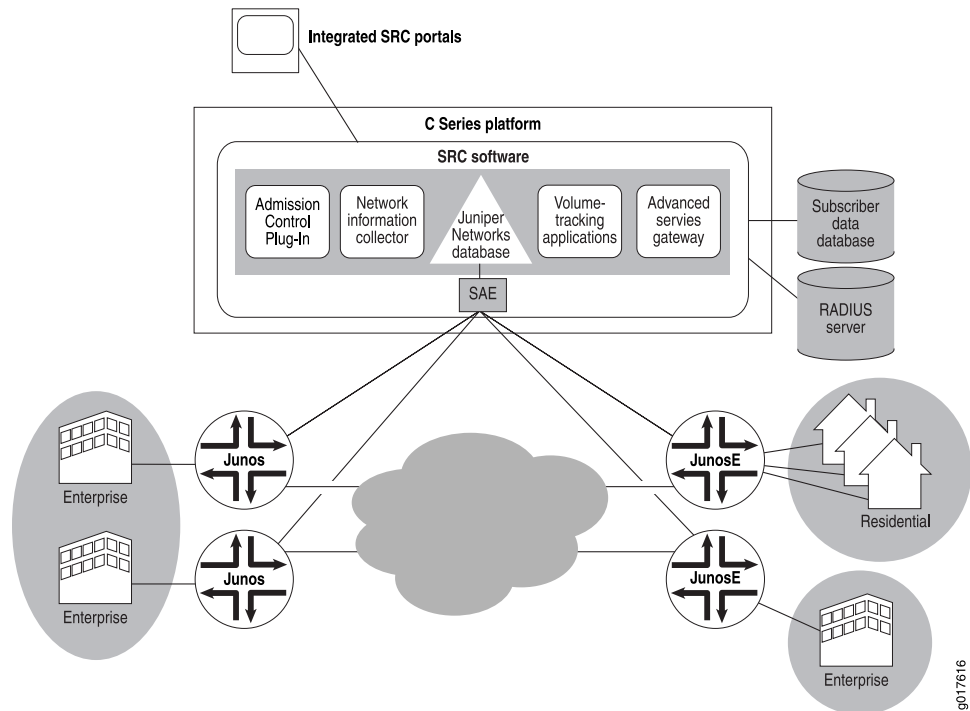 Integrated SRC portals
C Series platform
SRC software
Admission
Control
Plug-In
Network
information
collector
Juniper
Networks
database
Volume-
tracking
applications
Advanced
servies
gateway
Subscriber
data
database
SAE
RADIUS
server
Enterprise
Junos
JunosE
Residential
Enterprise
Junos
JunosE
Enterprise
g017616